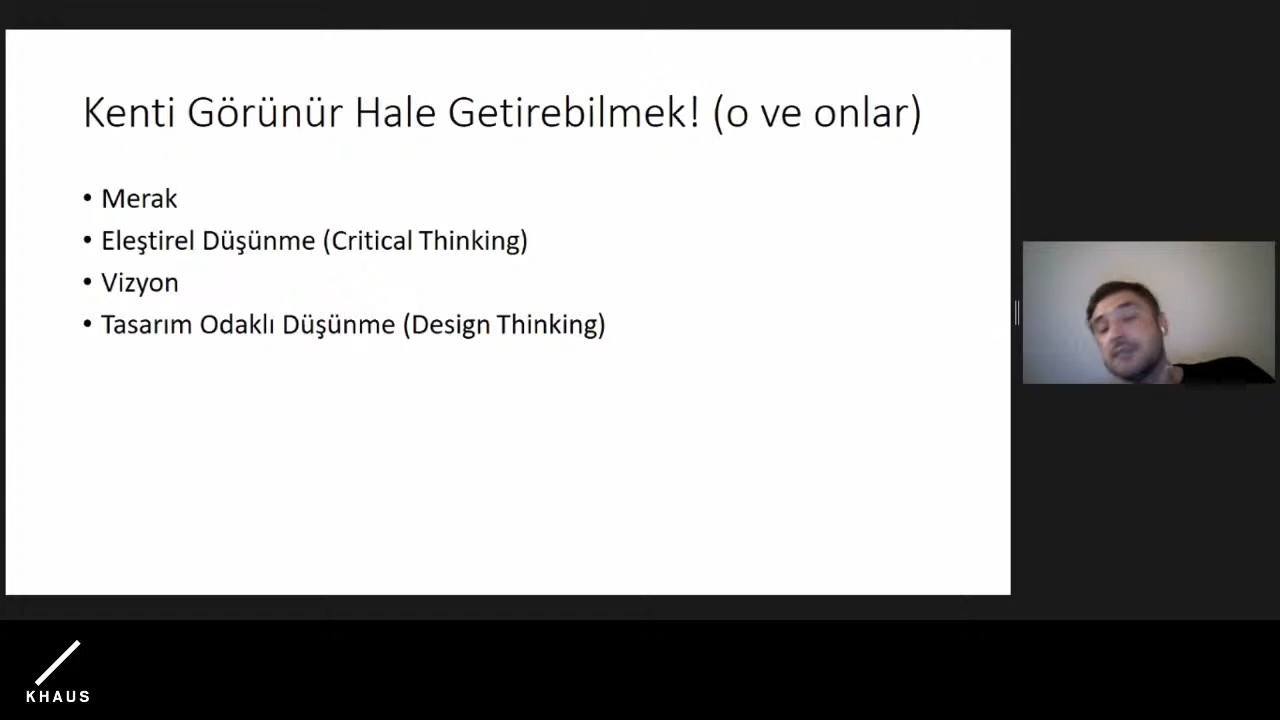 Kenti Görünür Hale Getirebilmek! (o ve onlar)
• Merak
• Eleştirel Düşünme (Critical Thinking)
• Vizyon
• Tasarım Odaklı Düşünme (Design Thinking)
KHAUS